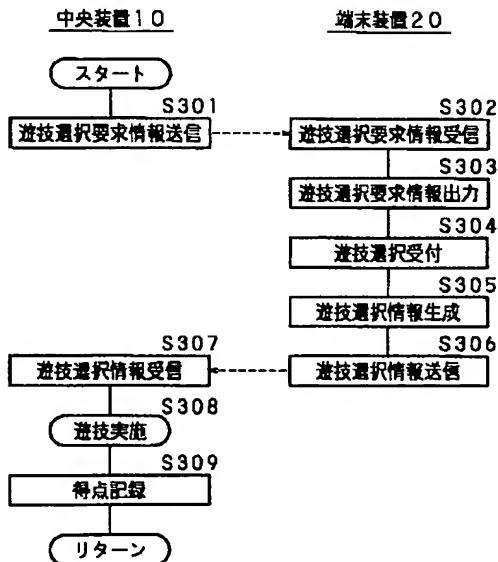 中央装置10
端末装置20
スタート
S301
遊技選択要求情報送信
S302
遊技選択要求情報受信
S303
遊技選択要求情報出力
S304
遊技選択受付
S305
遊技選択情報生成
S306
遊技選択情報送信
S307
遊技選択情報受信
S308
遊技実施
S309
得点記録
リターン